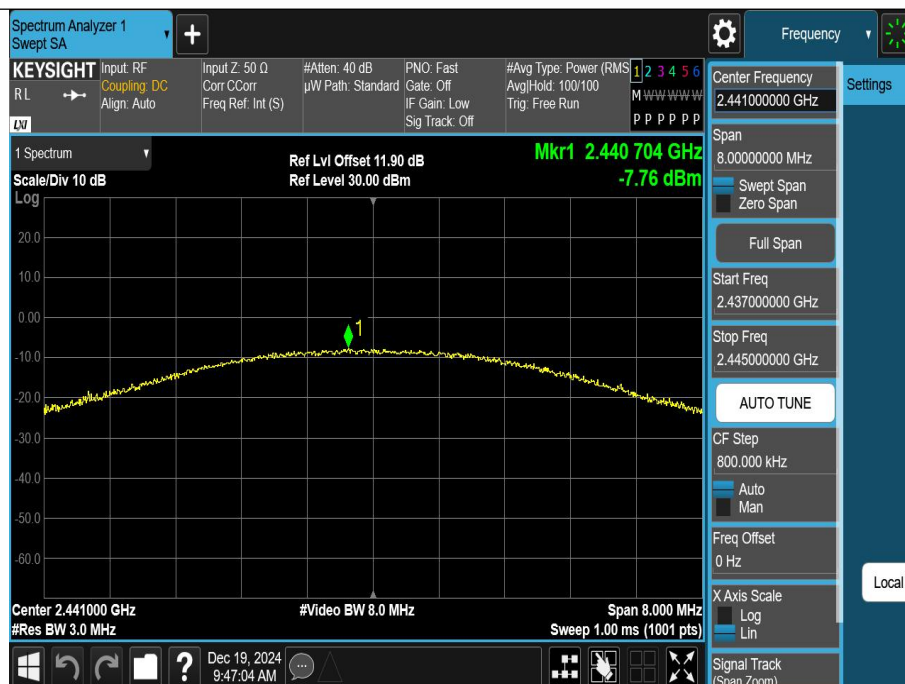 Spectrum Analyzer 1
Swept SA
Frequency
KEYSIGHT
RL
LXI
Input: RF
Coupling: DC
Align: Auto
Input Z: 50 Ω
Corr CCorr
Freq Ref: Int (S)
#Atten: 40 dB
µW Path: Standard
PNO: Fast
Gate: Off
IF Gain: Low
Sig Track: Off
#Avg Type: Power (RMS
Avg|Hold: 100/100
Trig: Free Run
1 2 3 4 5 6
M W W W W W
P P P P P P
Center Frequency
2.441000000 GHz
Settings
1 Spectrum
Scale/Div 10 dB
Log
Ref Lvl Offset 11.90 dB
Ref Level 30.00 dBm
Mkr1 2.440 704 GHz
-7.76 dBm
Span
8.00000000 MHz
Swept Span
Zero Span
Full Span
Start Freq
2.437000000 GHz
Stop Freq
2.445000000 GHz
AUTO TUNE
CF Step
800.000 kHz
Auto
Man
Freq Offset
0 Hz
X Axis Scale
Log
Lin
Signal Track
(Span Zoom)
Local
20.0
10.0
0.00
-10.0
-20.0
-30.0
-40.0
-50.0
-60.0
1
Center 2.441000 GHz
#Res BW 3.0 MHz
#Video BW 8.0 MHz
Span 8.000 MHz
Sweep 1.00 ms (1001 pts)
?
Dec 19, 2024
9:47:04 AM